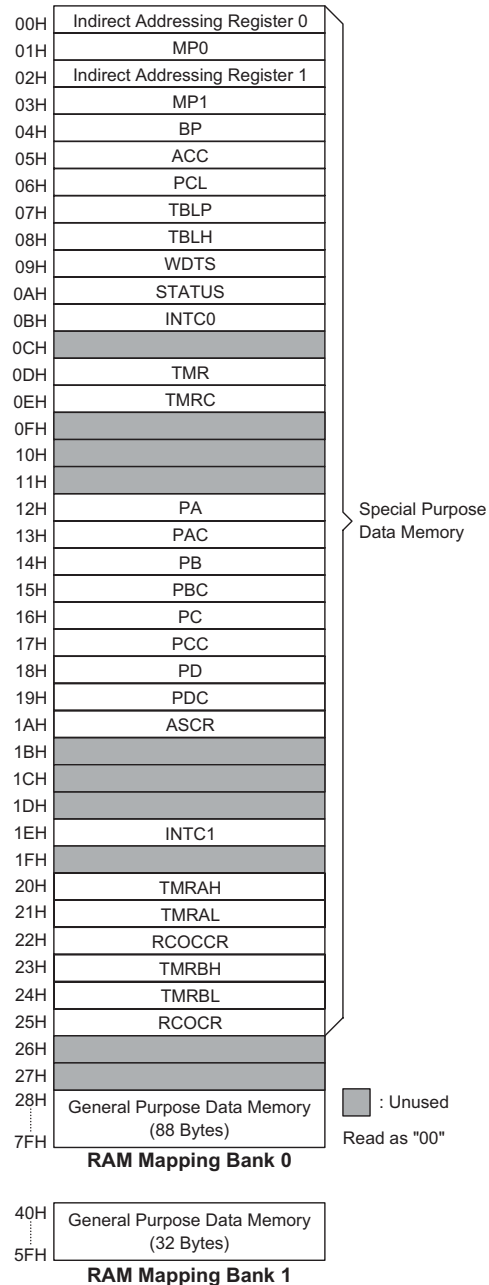 00H Indirect Addressing Register 0
01H MP0
02H Indirect Addressing Register 1
03H MP1
04H BP
05H ACC
06H PCL
07H TBLP
08H TBLH
09H WDTS
0AH STATUS
0BH INTC0
0CH
0DH TMR
0EH TMRC
0FH
10H
11H
12H PA
Special Purpose
13H PAC
Data Memory
14H PB
15H PBC
16H PC
17H PCC
18H PD
19H PDC
1AH ASCR
1BH
1CH
1DH
1EH INTC1
1FH
20H TMRAH
21H TMRAL
22H RCOCCR
23H TMRBH
24H TMRBL
25H RCOCR
26H
27H
28H
General Purpose Data Memory
(88 Bytes)
7FH
: Unused
Read as "00"
RAM Mapping Bank 0
40H
General Purpose Data Memory
(32 Bytes)
5FH
RAM Mapping Bank 1